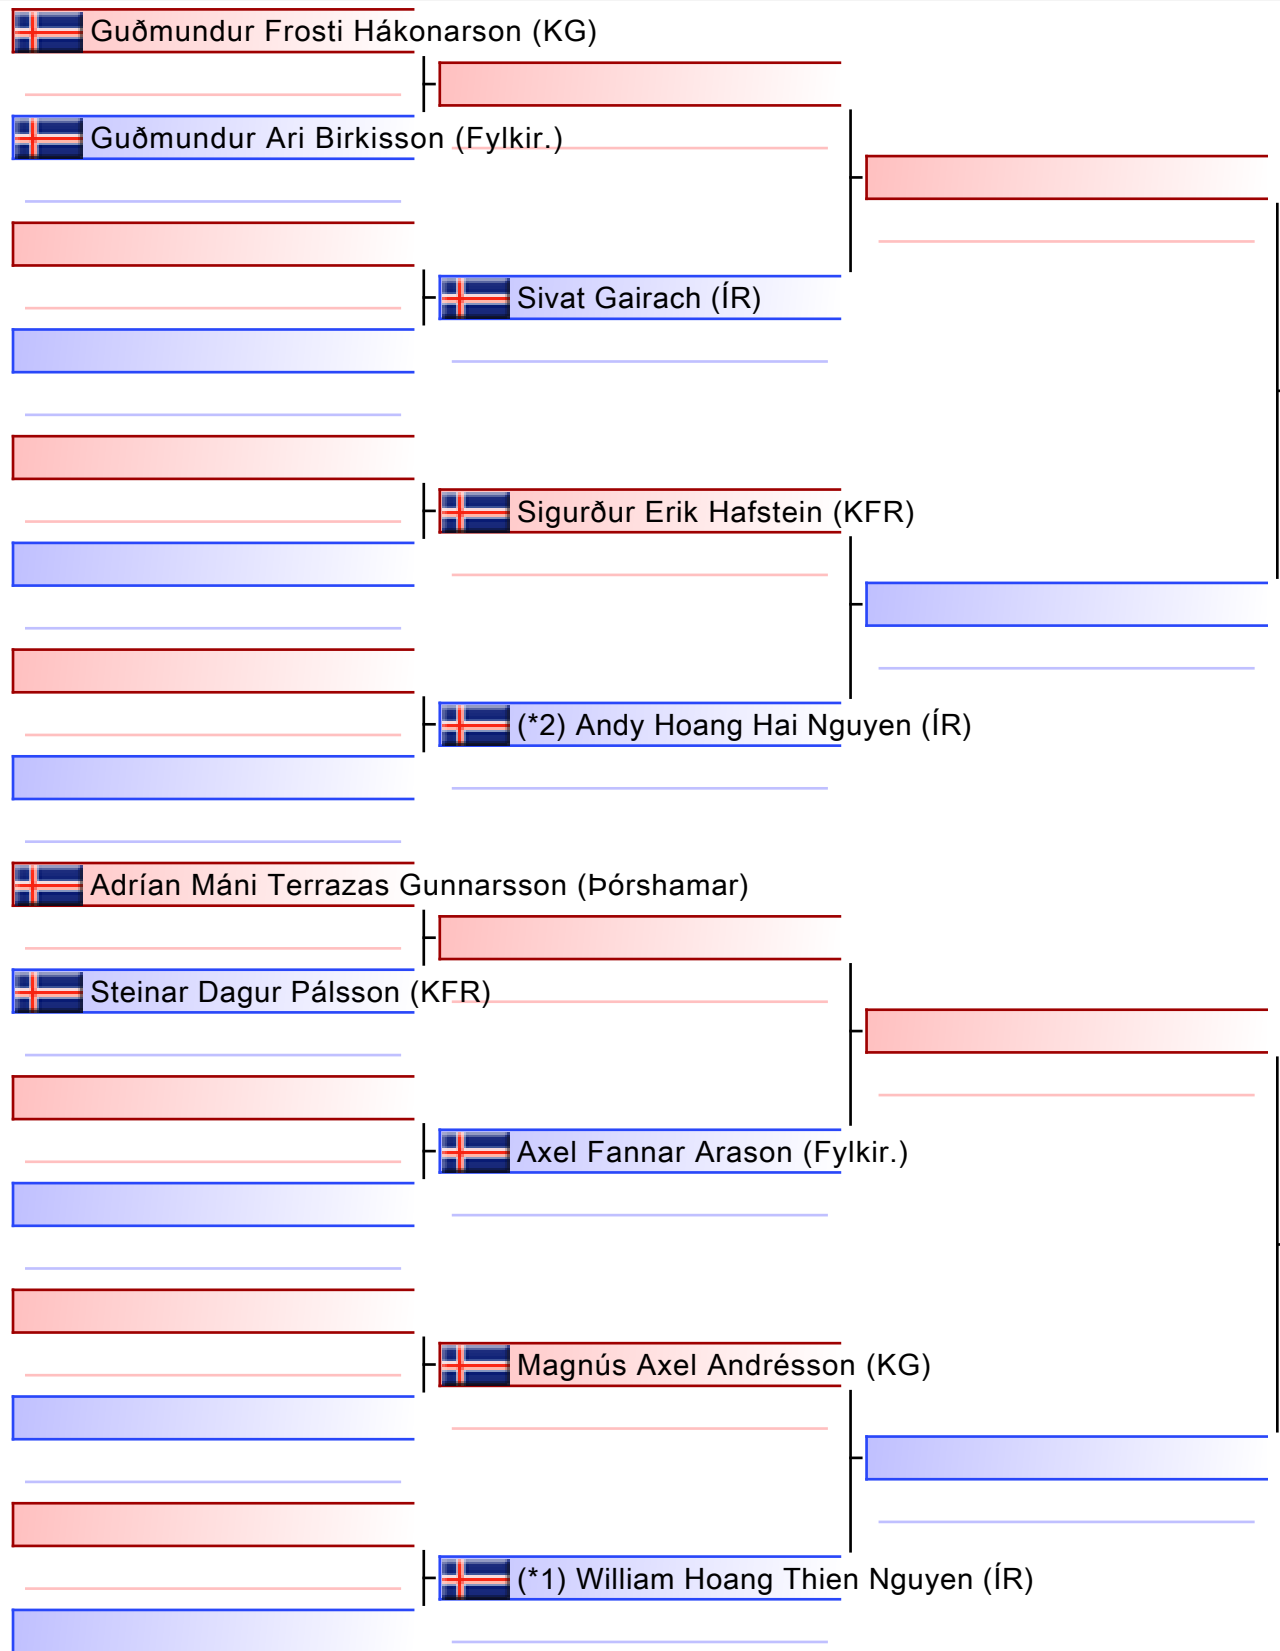 Guðmundur Frosti Hákonarson (KG)
Guðmundur Ari Birkisson (Fylkir.)
Sivat Gairach (ÍR)
Sigurður Erik Hafstein (KFR)
(*2) Andy Hoang Hai Nguyen (ÍR)
Adrían Máni Terrazas Gunnarsson (Þórshamar)
Steinar Dagur Pálsson (KFR)
Axel Fannar Arason (Fylkir.)
Magnús Axel Andrésson (KG)
(*1) William Hoang Thien Nguyen (ÍR)